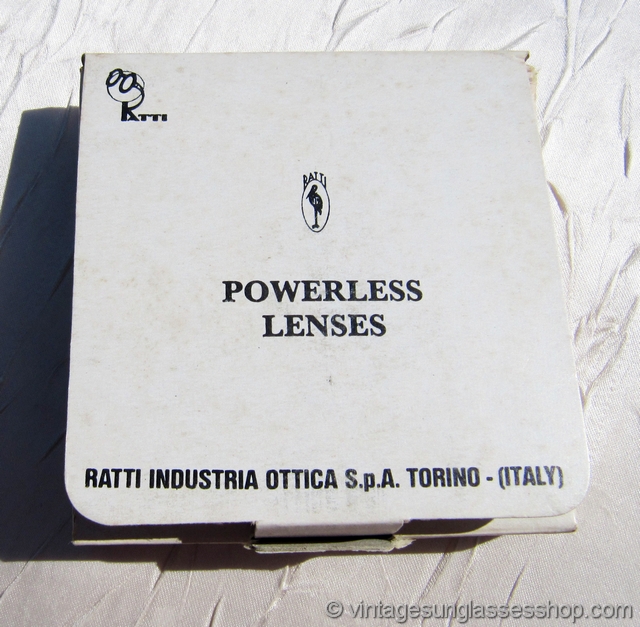 RATTI
RATTI
POWERLESS
LENSES
RATTI INDUSTRIA OTTICA S.p.A. TORINO - (ITALY)
© vintagesunglassesshop.com